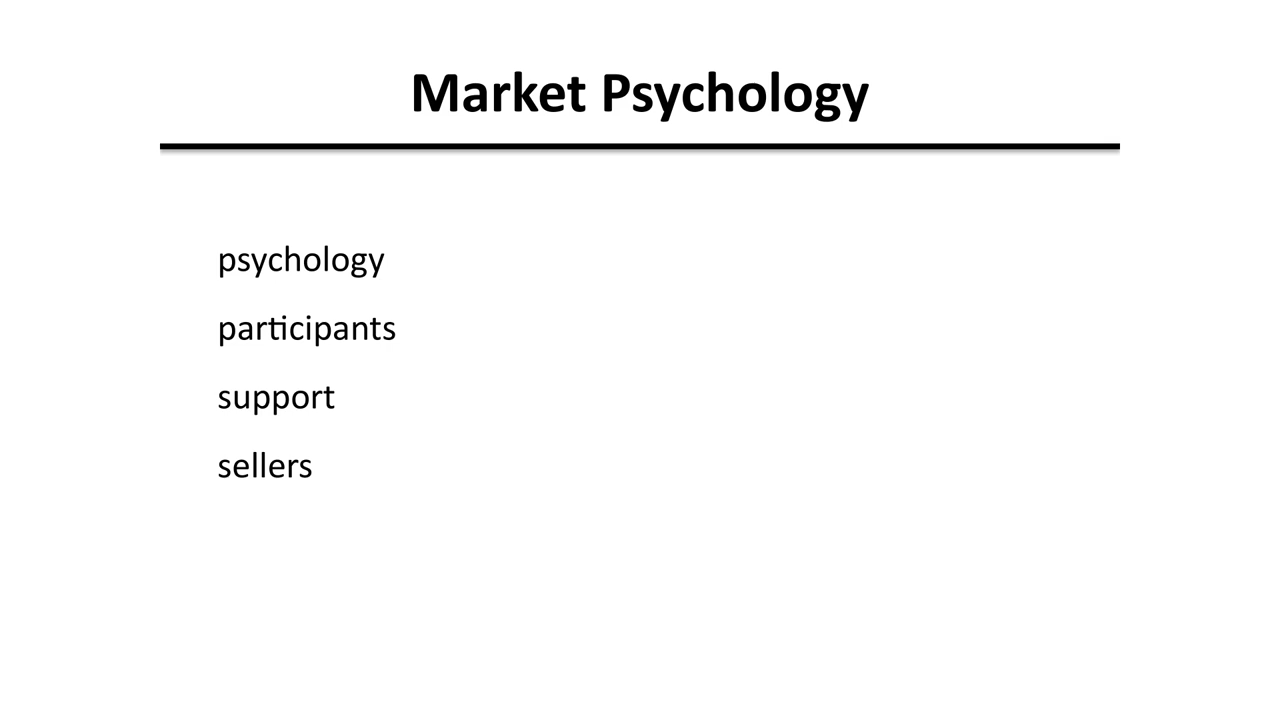 Market Psychology
psychology
participants
support
sellers